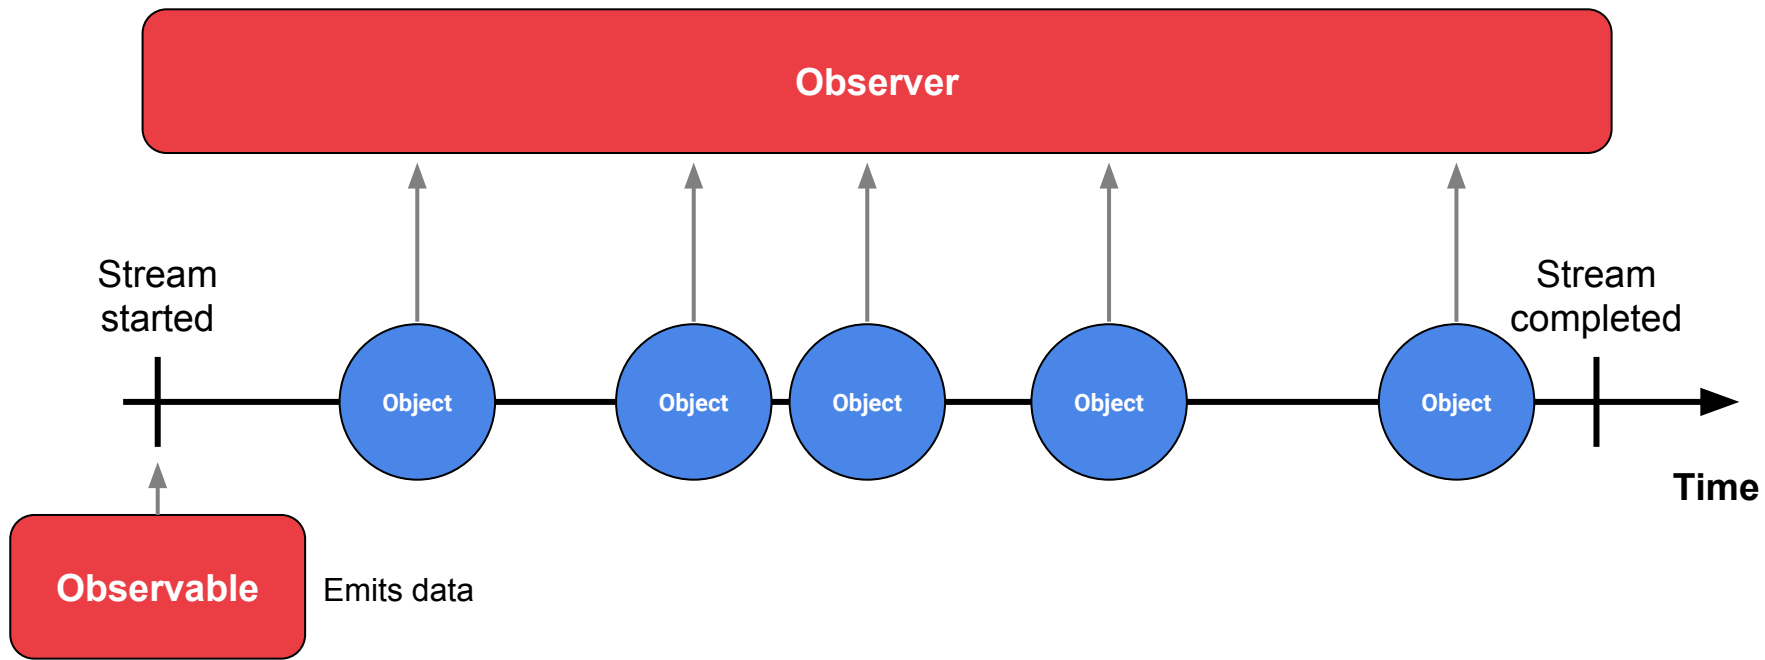 Observer
Stream
started
Stream
completed
Object
Object
Object
Object
Object
Time
Observable
Emits data